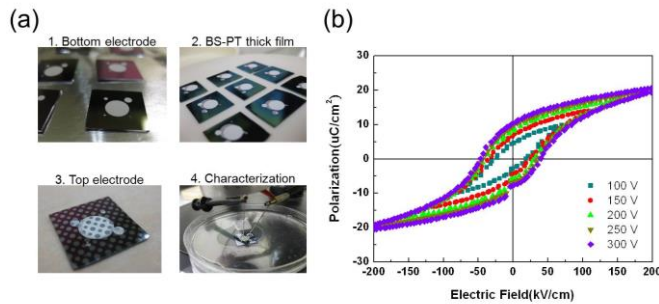 (a)
1. Bottom electrode
2. BS-PT thick film
3. Top electrode
4. Characterization
(b)
Polarization(uC/cm²)
30
20
10
0
-10
-20
-30
-200 -150 -100 -50 0 50 100 150 200
Electric Field(kV/cm)
100 V
150 V
200 V
250 V
300 V